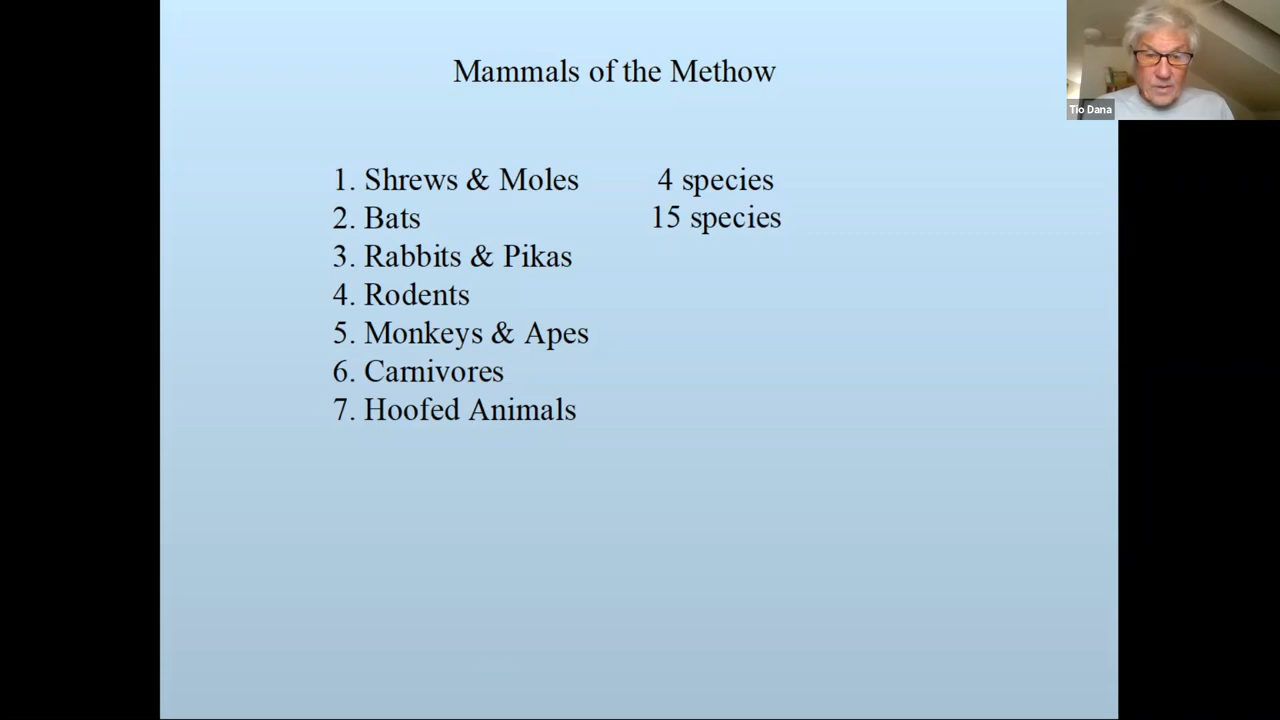 Mammals of the Methow
Tio Dana
1. Shrews & Moles 4 species
2. Bats 15 species
3. Rabbits & Pikas
4. Rodents
5. Monkeys & Apes
6. Carnivores
7. Hoofed Animals